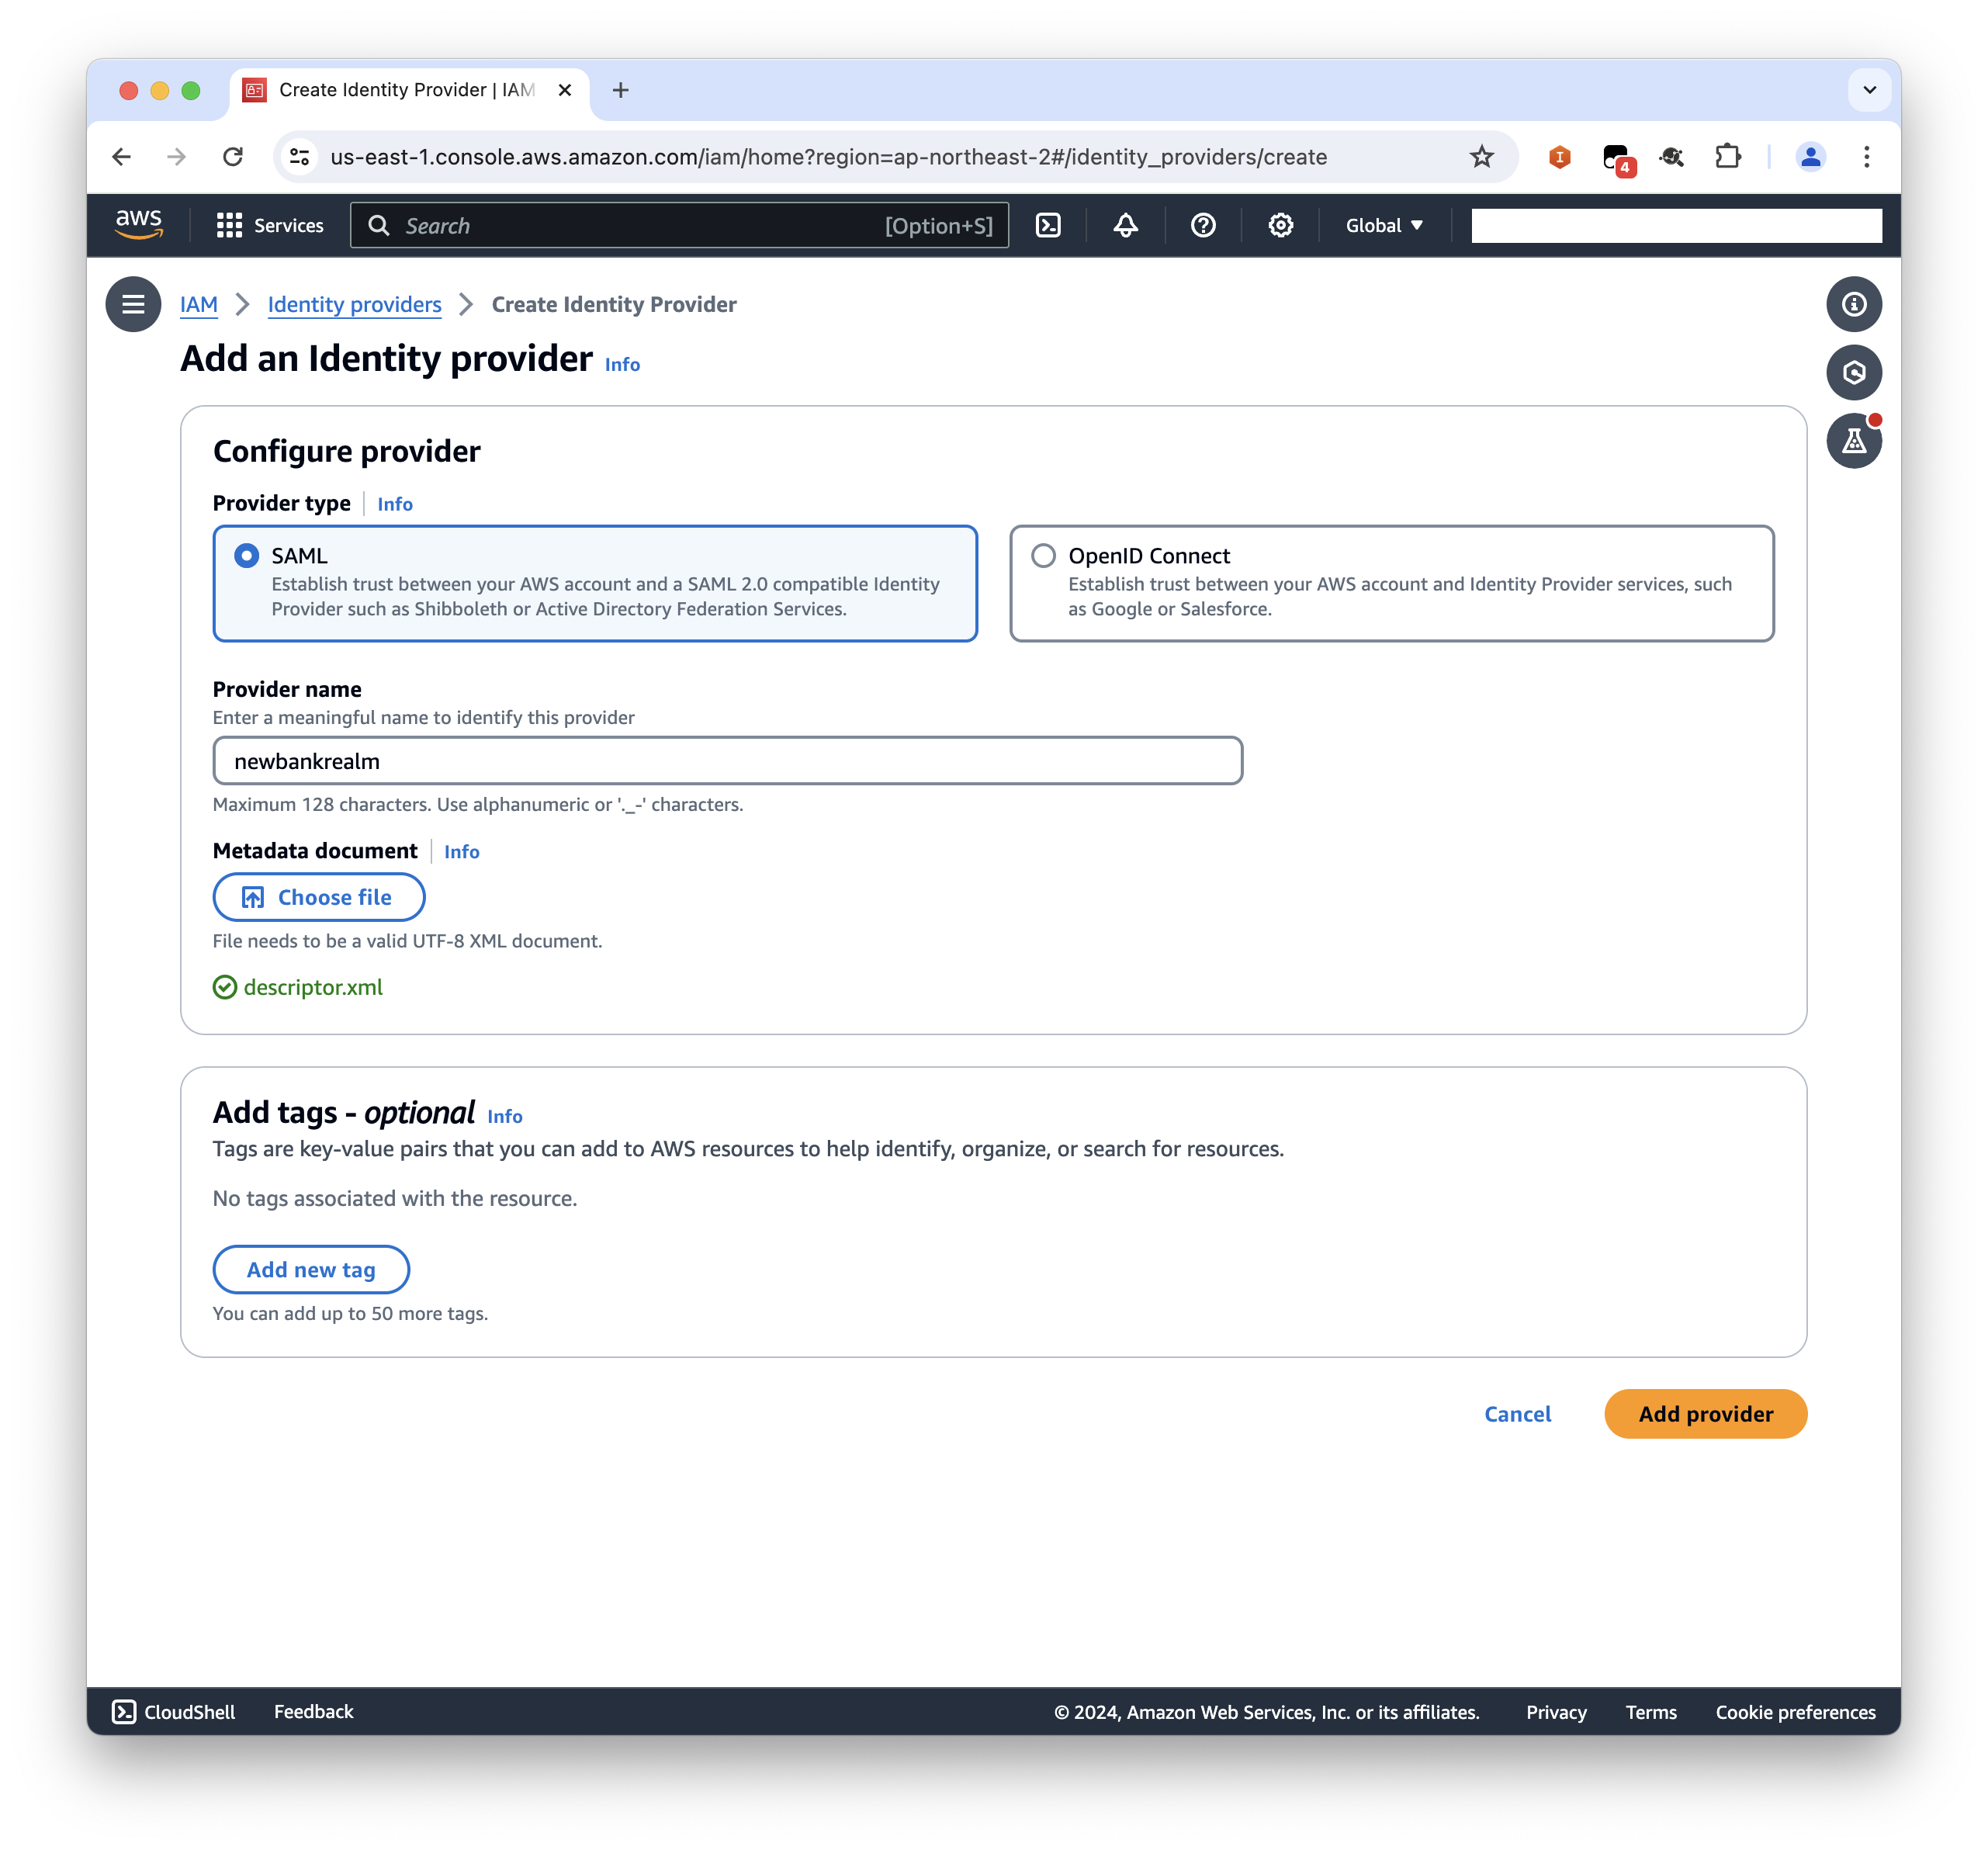 Create Identity Provider | IAM
us-east-1.console.aws.amazon.com/iam/home?region=ap-northeast-2#/identity_providers/create
4
aws
Services
Search
[Option+S]
Global
IAM
Identity providers
Create Identity Provider
Add an Identity provider Info
Configure provider
Provider type Info
SAML
Establish trust between your AWS account and a SAML 2.0 compatible Identity
Provider such as Shibboleth or Active Directory Federation Services.
OpenID Connect
Establish trust between your AWS account and Identity Provider services, such
as Google or Salesforce.
Provider name
Enter a meaningful name to identify this provider
newbankrealm
Maximum 128 characters. Use alphanumeric or '._-' characters.
Metadata document Info
Choose file
File needs to be a valid UTF-8 XML document.
descriptor.xml
Add tags - optional Info
Tags are key-value pairs that you can add to AWS resources to help identify, organize, or search for resources.
No tags associated with the resource.
Add new tag
You can add up to 50 more tags.
Cancel
Add provider
CloudShell
Feedback
© 2024, Amazon Web Services, Inc. or its affiliates.
Privacy
Terms
Cookie preferences